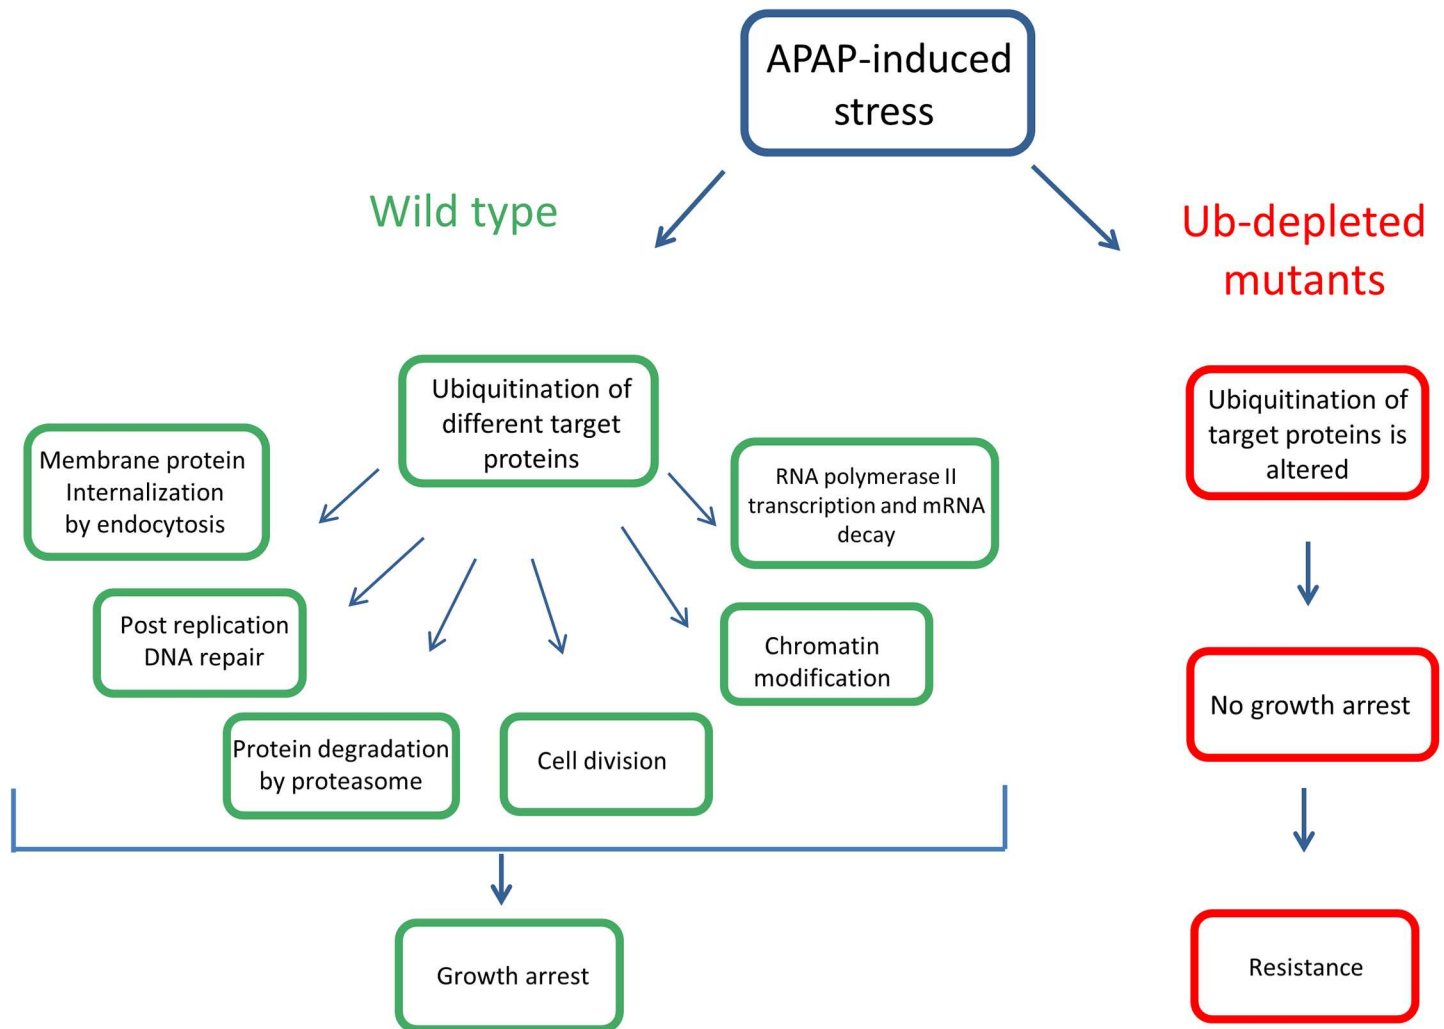 APAP-induced
stress
Wild type
Ub-depleted
mutants
Ubiquitination of
different target
proteins
Membrane protein
Internalization
by endocytosis
RNA polymerase II
transcription and mRNA
decay
Post replication
DNA repair
Chromatin
modification
Protein degradation
by proteasome
Cell division
Growth arrest
Ubiquitination of
target proteins is
altered
No growth arrest
Resistance